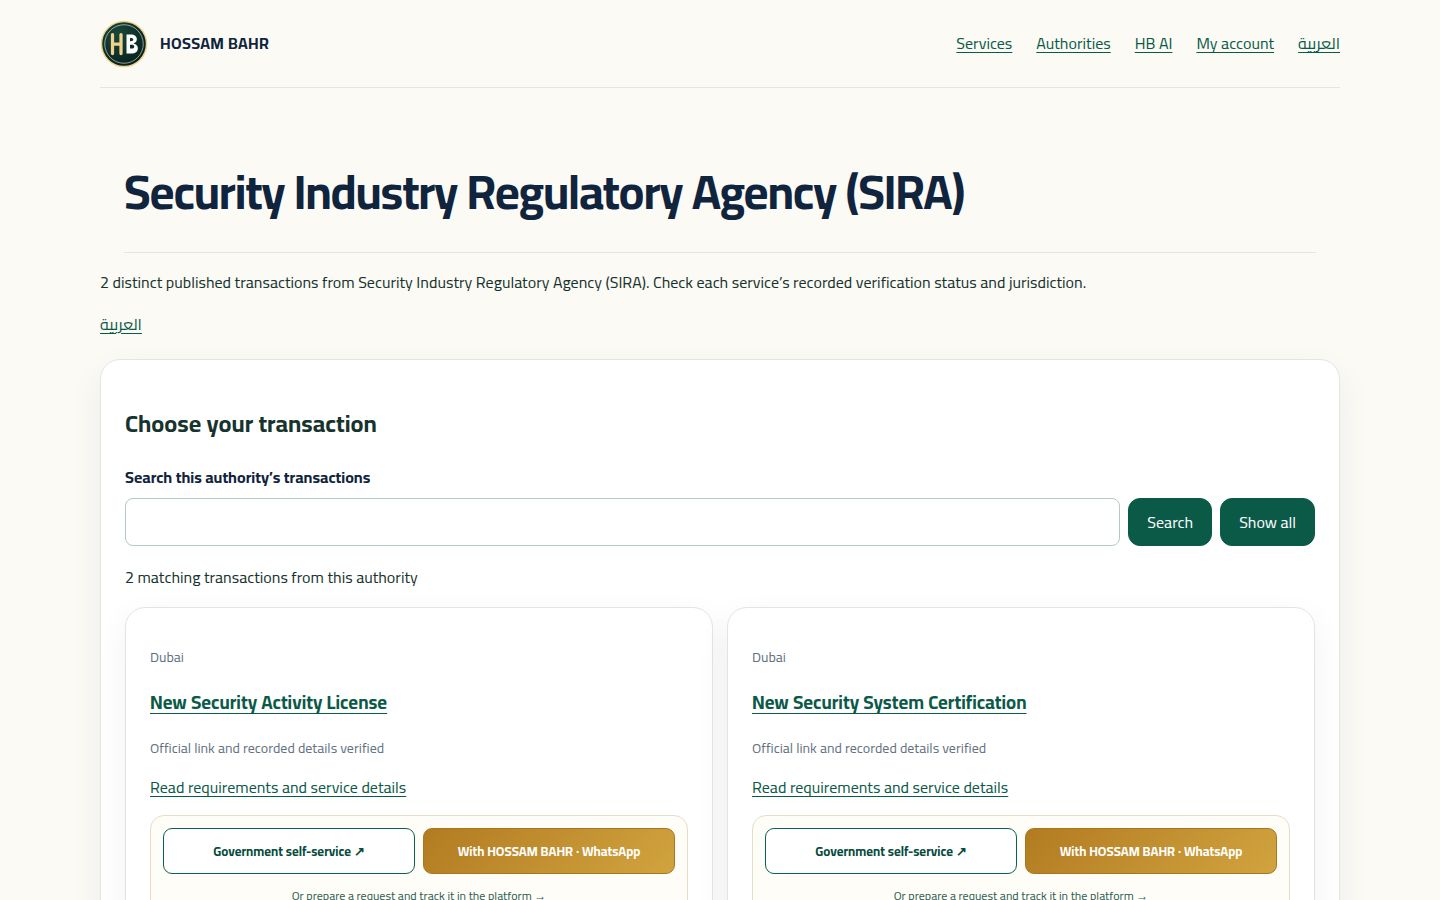 HB HOSSAM BAHR
Services Authorities HB AI My account العربية
Security Industry Regulatory Agency (SIRA)
2 distinct published transactions from Security Industry Regulatory Agency (SIRA). Check each service’s recorded verification status and jurisdiction.
العربية
Choose your transaction
Search this authority’s transactions
Search Show all
2 matching transactions from this authority
Dubai
New Security Activity License
Official link and recorded details verified
Read requirements and service details
Government self-service ↗ With HOSSAM BAHR · WhatsApp
Or prepare a request and track it in the platform →
Dubai
New Security System Certification
Official link and recorded details verified
Read requirements and service details
Government self-service ↗ With HOSSAM BAHR · WhatsApp
Or prepare a request and track it in the platform →